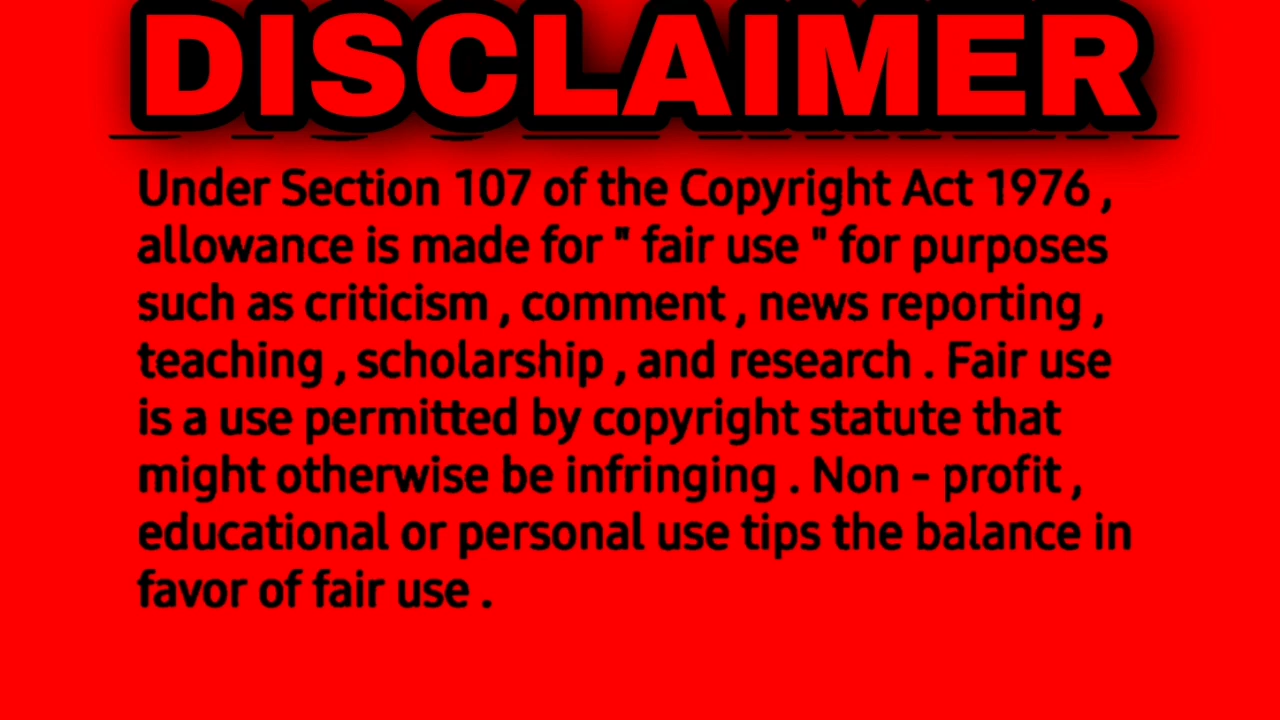 DISCLAIMER
Under Section 107 of the Copyright Act 1976 ,
allowance is made for " fair use " for purposes
such as criticism , comment , news reporting ,
teaching , scholarship , and research . Fair use
is a use permitted by copyright statute that
might otherwise be infringing . Non - profit ,
educational or personal use tips the balance in
favor of fair use .